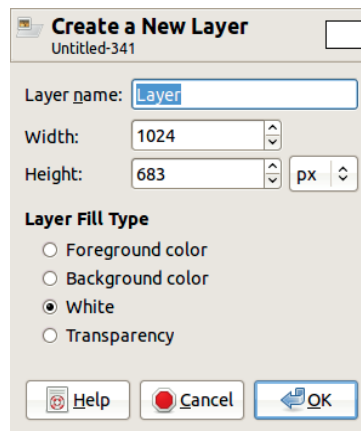 Create a New Layer
Untitled-341
Layer name: Layer
Width: 1024
Height: 683 px
Layer Fill Type
Foreground color
Background color
White
Transparency
Help Cancel OK